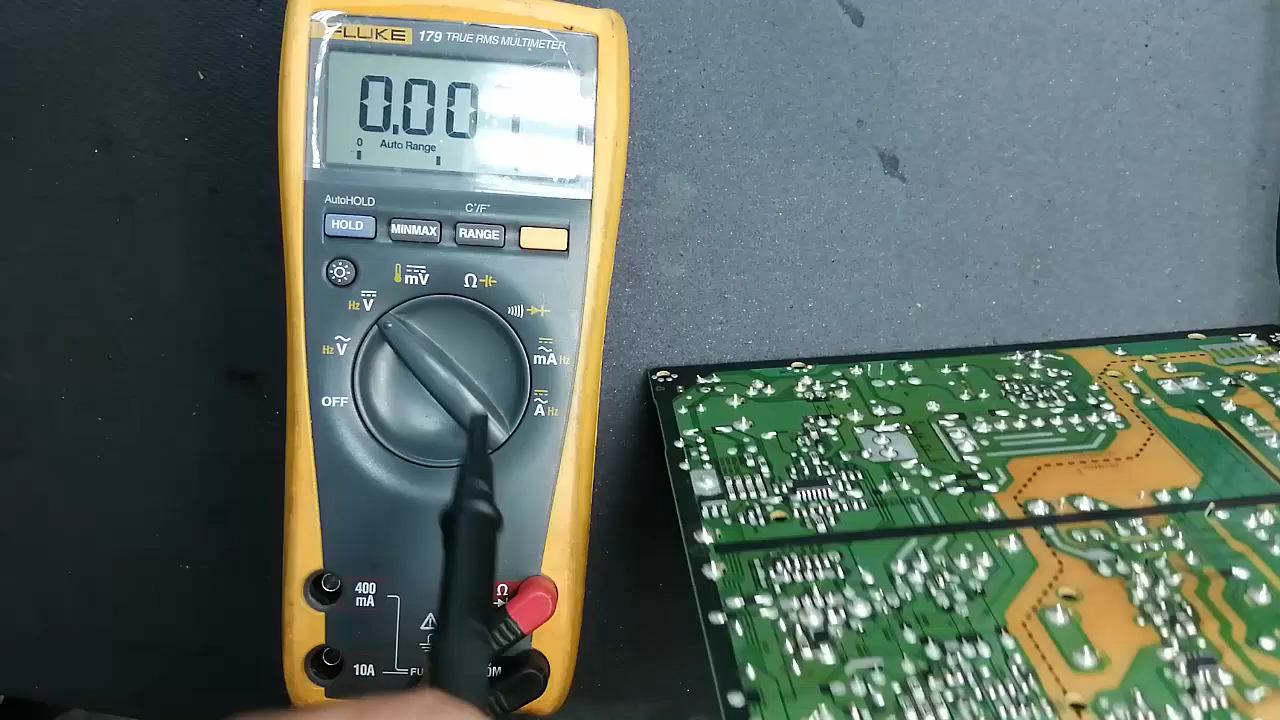 FLUKE 179 TRUE RMS MULTIMETER
0.00
0
Auto Range
AutoHOLD
C°/F°
HOLD MINMAX RANGE
mV Ω
Hz V
Hz V
mA Hz
OFF
A Hz
400
mA
10A